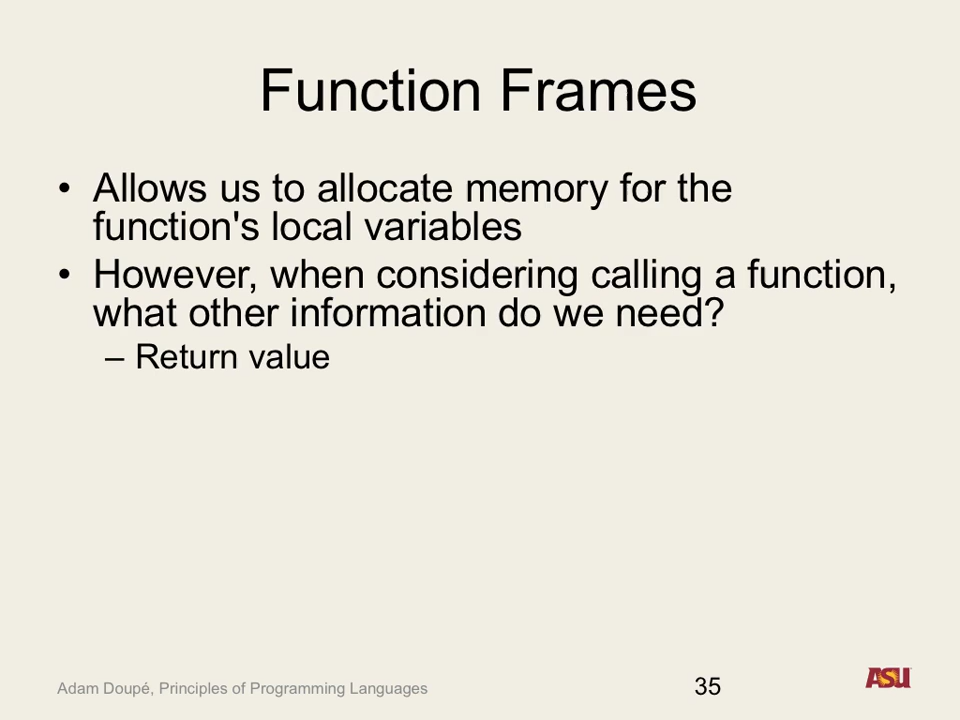 Function Frames
• Allows us to allocate memory for the
function's local variables
• However, when considering calling a function,
what other information do we need?
– Return value
Adam Doupé, Principles of Programming Languages
35
ASU